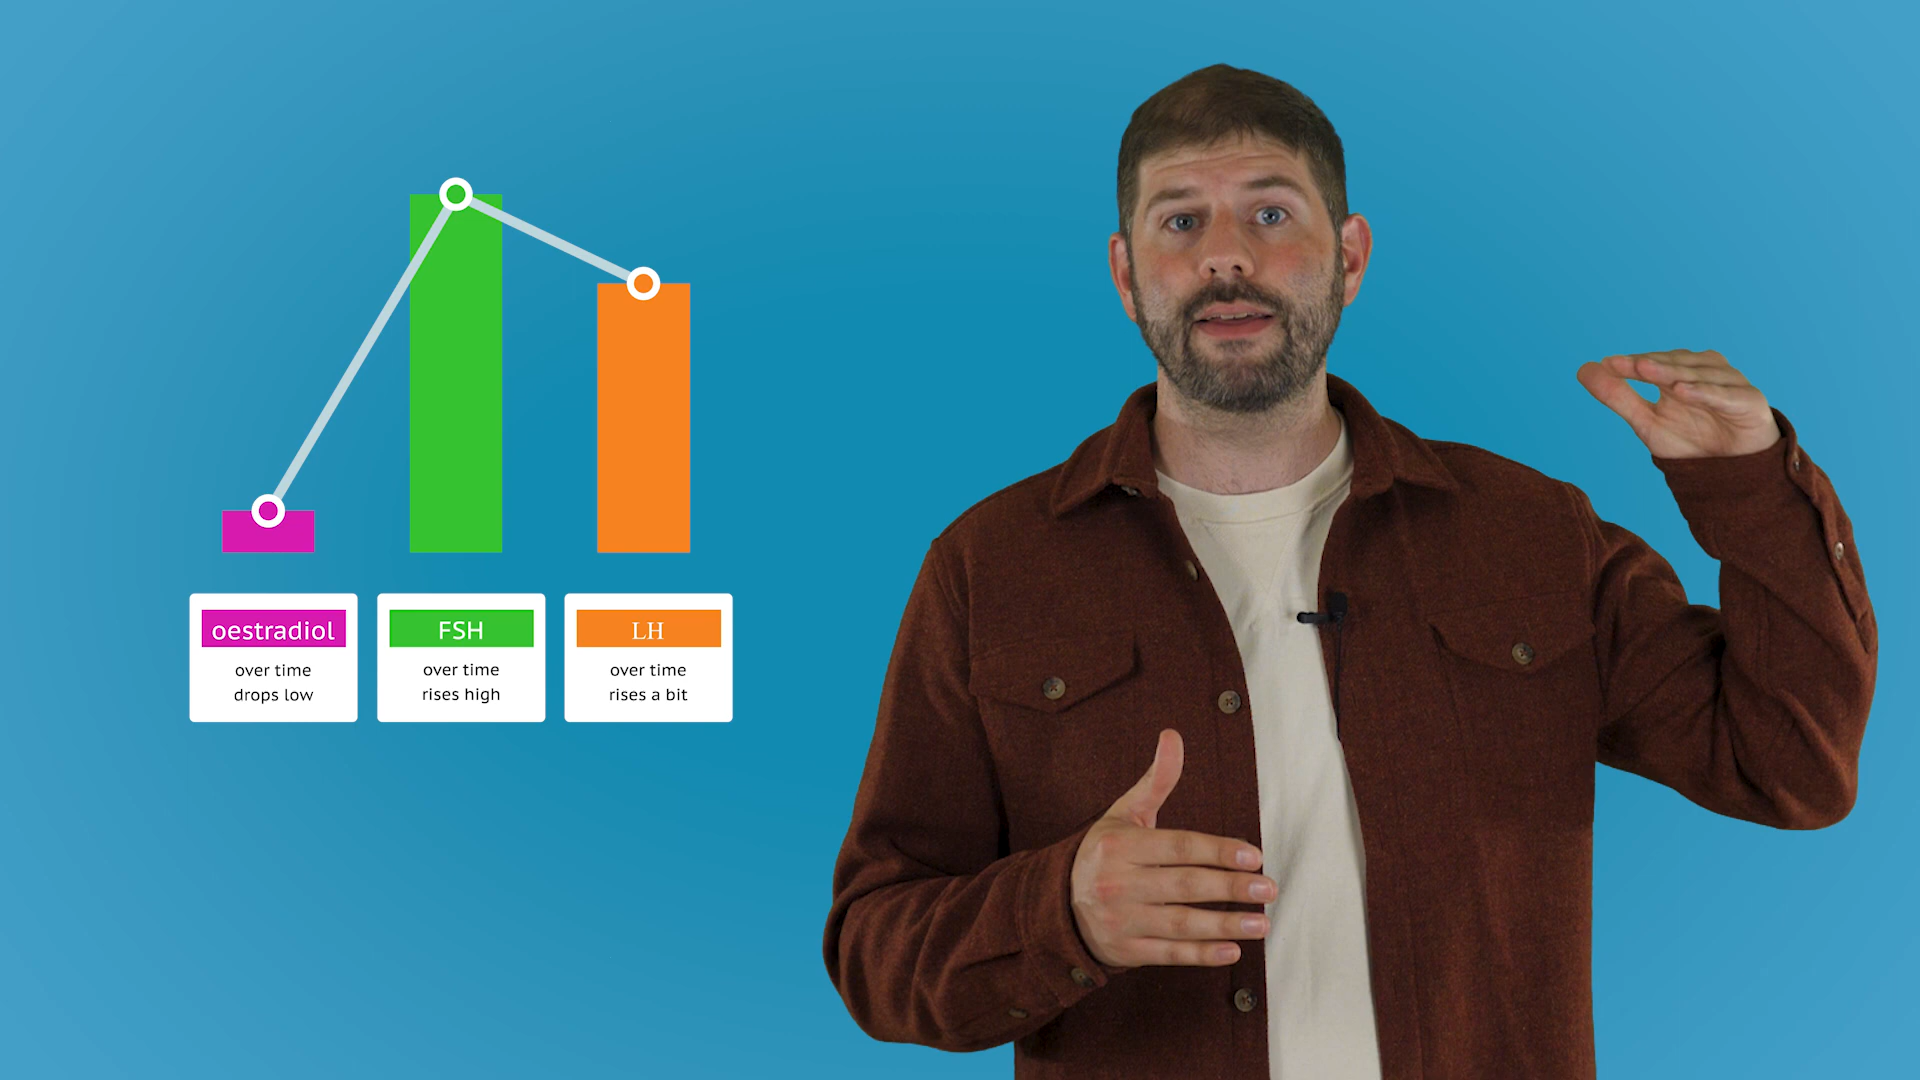 oestradiol
over time
drops low
FSH
over time
rises high
LH
over time
rises a bit